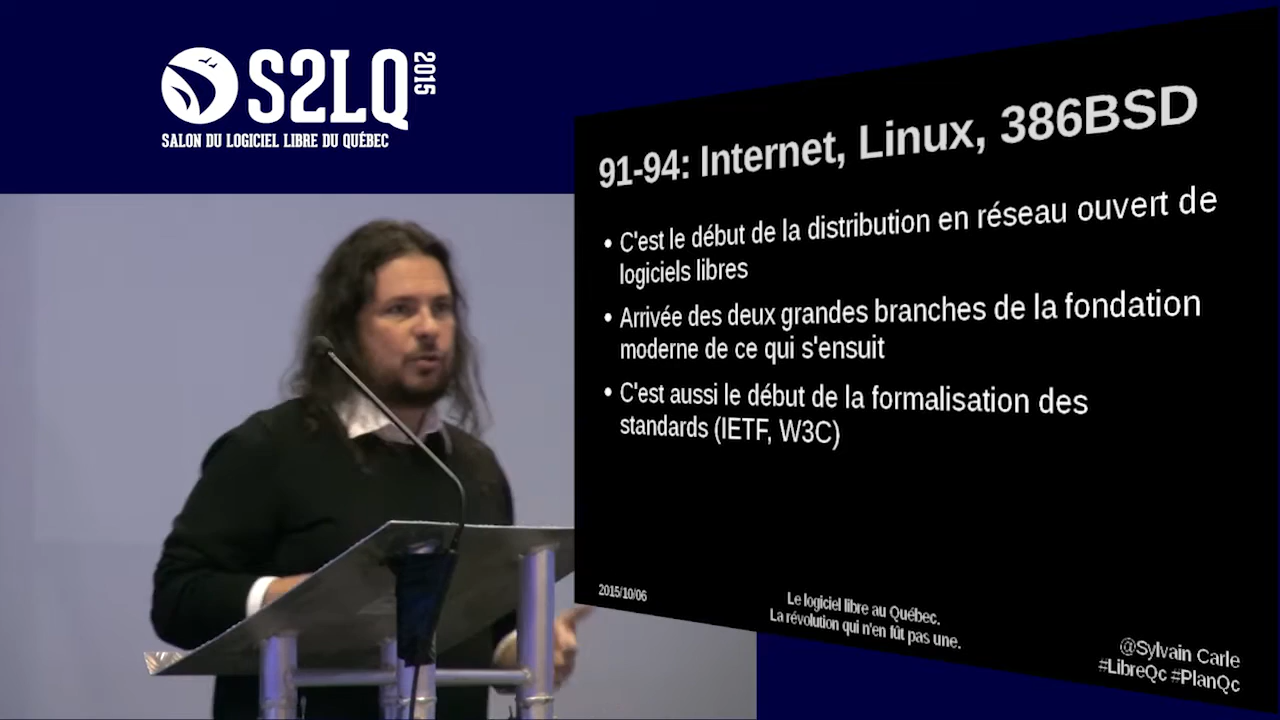 S2LQ 2015
SALON DU LOGICIEL LIBRE DU QUÉBEC
91-94: Internet, Linux, 386BSD
• C'est le début de la distribution en réseau ouvert de
logiciels libres
• Arrivée des deux grandes branches de la fondation
moderne de ce qui s'ensuit
• C'est aussi le début de la formalisation des
standards (IETF, W3C)
2015/10/06
Le logiciel libre au Québec.
La révolution qui n'en fût pas une.
@Sylvain Carle
#LibreQc #PlanQc